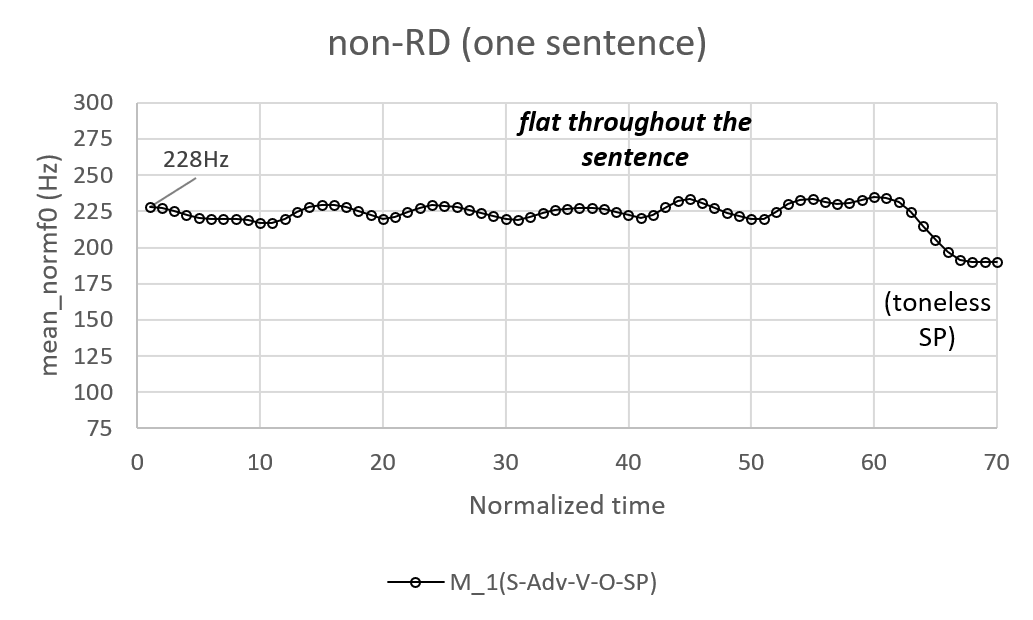 non-RD (one sentence)
mean_normf0 (Hz)
300
275
250
225
200
175
150
125
100
75
228Hz
flat throughout the
sentence
(toneless
SP)
0 10 20 30 40 50 60 70
Normalized time
M_1(S-Adv-V-O-SP)